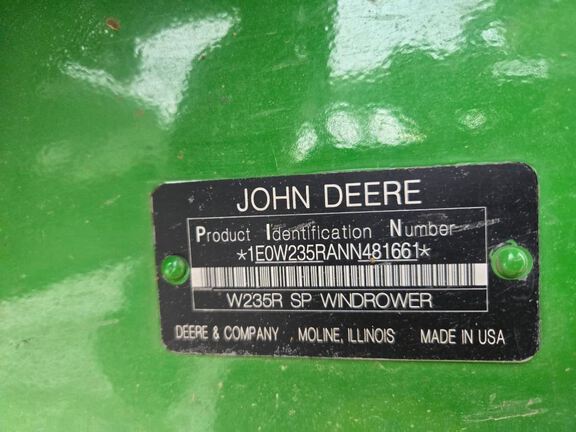 JOHN DEERE
Product Identification Number
*1E0W235RANN481661*
W235R SP WINDROWER
DEERE & COMPANY MOLINE, ILLINOIS MADE IN USA